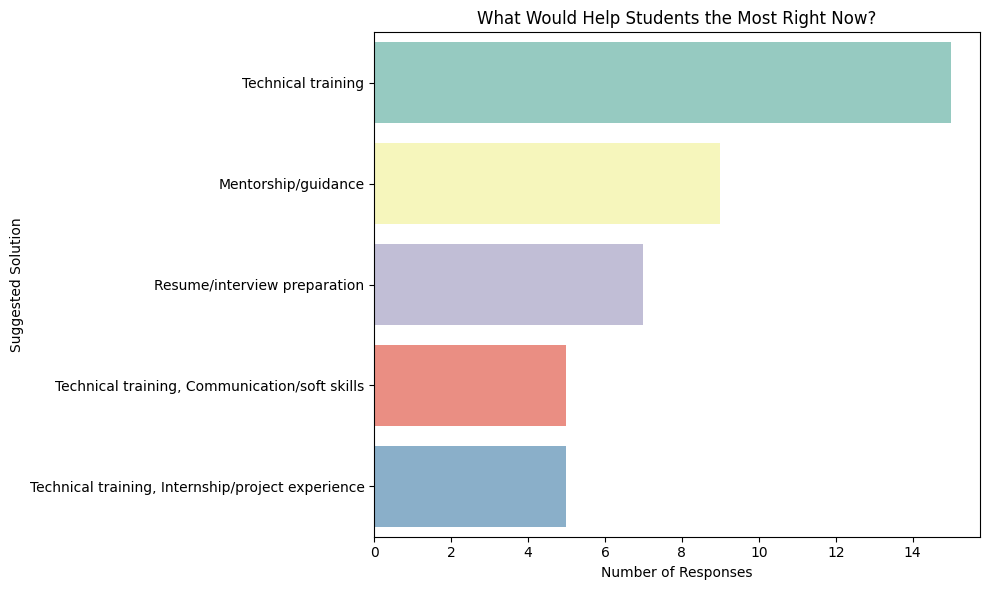 What Would Help Students the Most Right Now?
Suggested Solution
Technical training
Mentorship/guidance
Resume/interview preparation
Technical training, Communication/soft skills
Technical training, Internship/project experience
0 2 4 6 8 10 12 14
Number of Responses